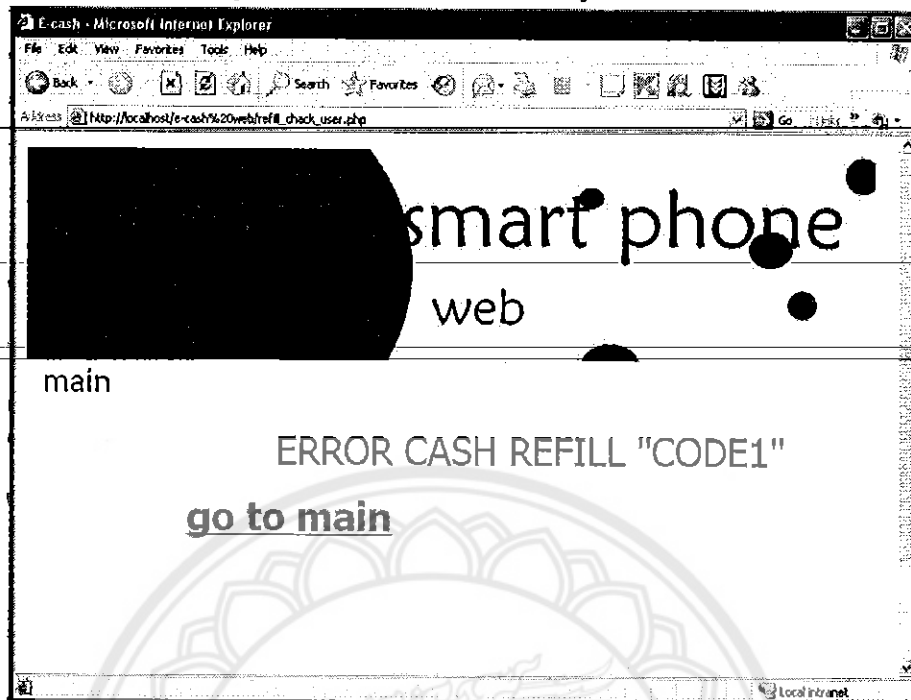 E-cash - Microsoft Internet Explorer
File Edit View Favorites Tools Help
Back Search Favorites
Address http://localhost/e-cash%20web/refill_chack_user.php Go Links »
smart phone
web
main
ERROR CASH REFILL "CODE1"
go to main
Local intranet